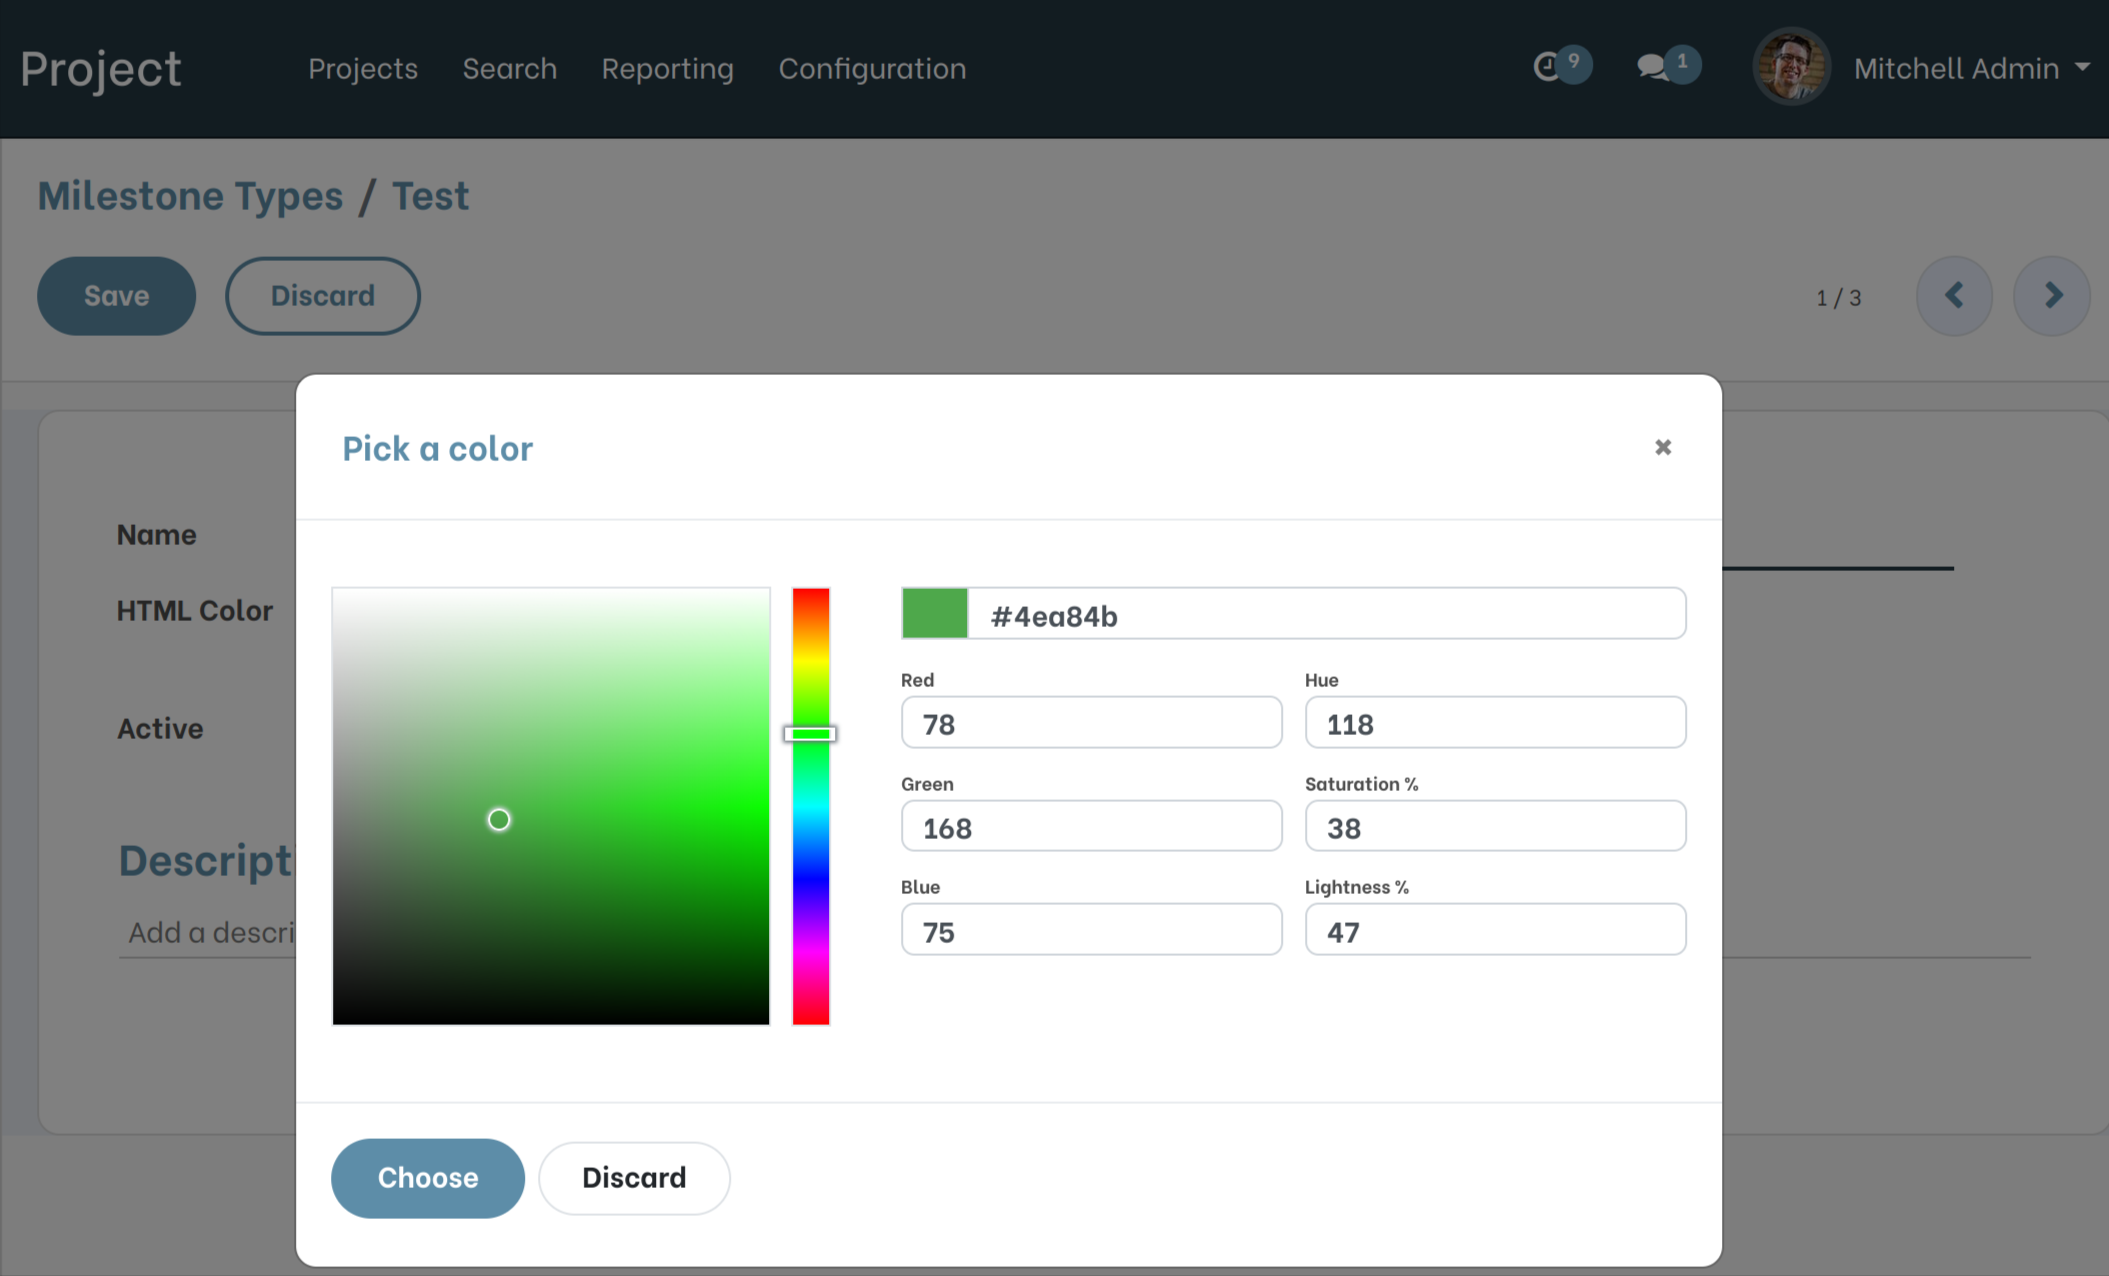 Project
Projects Search Reporting Configuration
9
1
Mitchell Admin
Milestone Types / Test
Save Discard
1 / 3
Pick a color
Name
HTML Color
#4ea84b
Red Hue
78 118
Active
Green Saturation %
168 38
Descripti
Blue Lightness %
Add a descri
75 47
Choose Discard